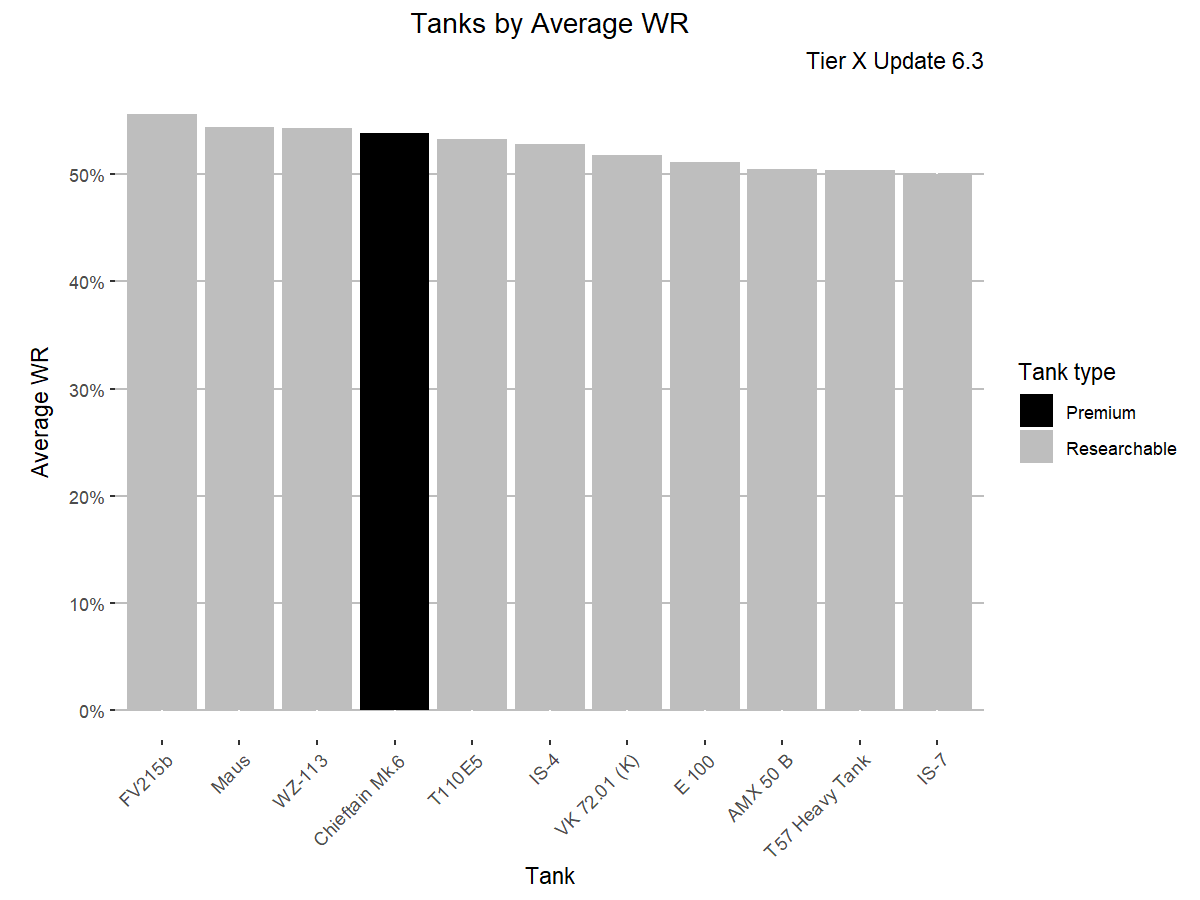 Tanks by Average WR
Tier X Update 6.3
Average WR
50%
40%
30%
20%
10%
0%
FV215b
Maus
WZ-113
Chieftain Mk.6
T110E5
IS-4
VK 72.01 (K)
E 100
AMX 50 B
T57 Heavy Tank
IS-7
Tank
Tank type
Premium
Researchable